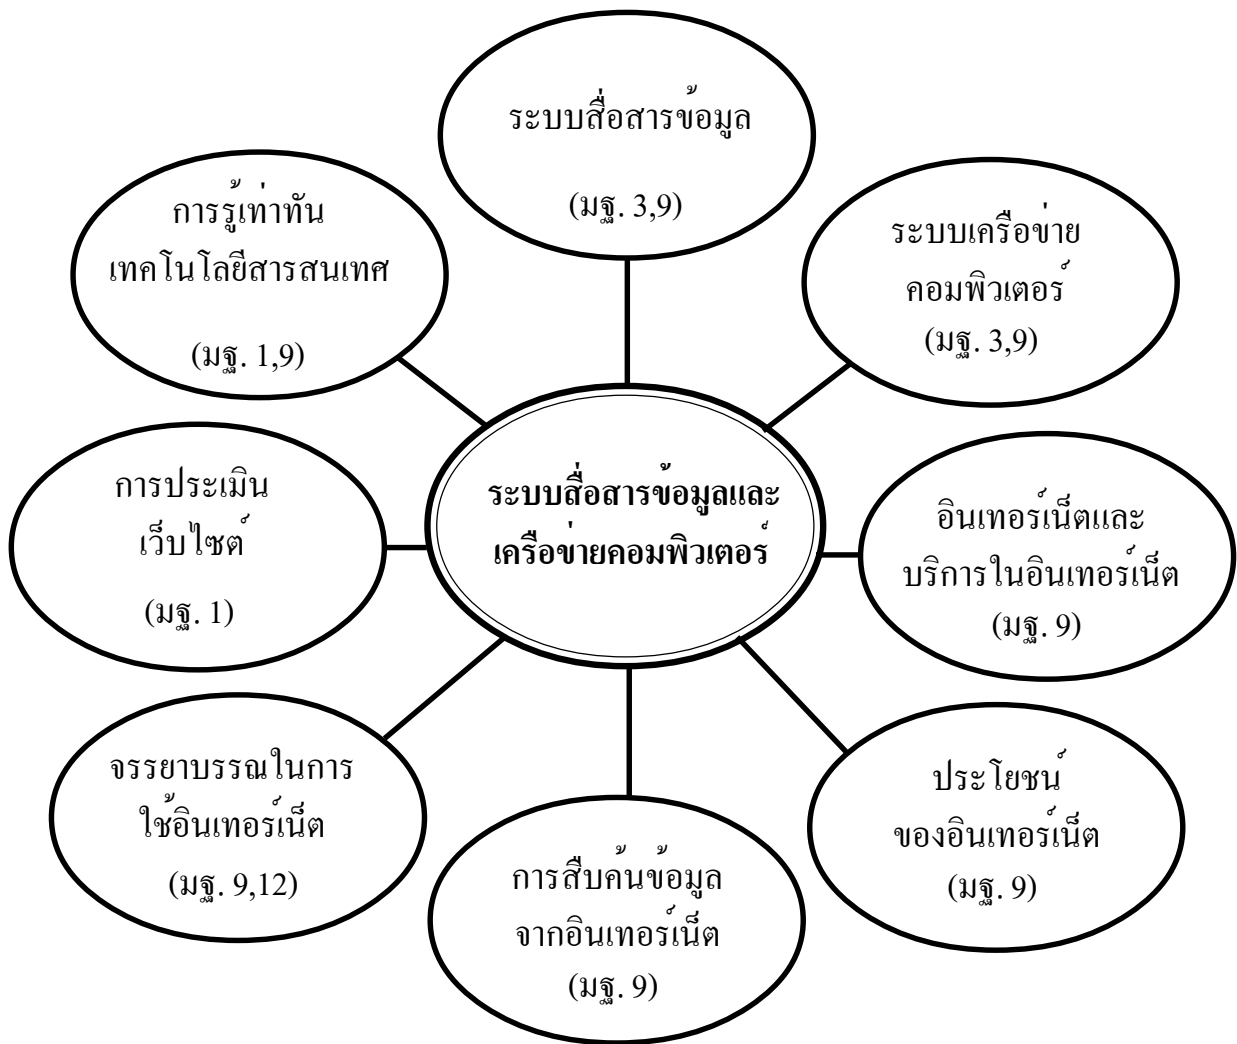 ระบบสื่อสารข้อมูล
(มฐ. 3,9)
การรู้เท่าทัน
เทคโนโลยีสารสนเทศ
(มฐ. 1,9)
ระบบเครือข่าย
คอมพิวเตอร์
(มฐ. 3,9)
ระบบสื่อสารข้อมูลและ
เครือข่ายคอมพิวเตอร์
การประเมิน
เว็บไซต์
(มฐ. 1)
อินเทอร์เน็ตและ
บริการในอินเทอร์เน็ต
(มฐ. 9)
จรรยาบรรณในการ
ใช้อินเทอร์เน็ต
(มฐ. 9,12)
การสืบค้นข้อมูล
จากอินเทอร์เน็ต
(มฐ. 9)
ประโยชน์
ของอินเทอร์เน็ต
(มฐ. 9)